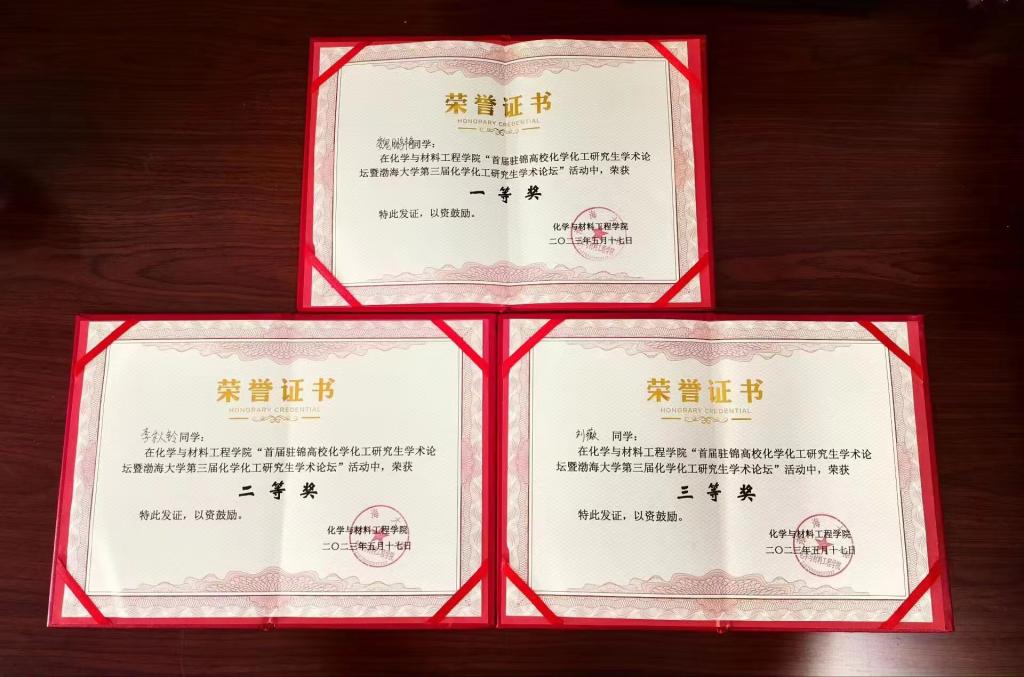 荣誉证书
HONORARY CREDENTIAL
魏鹏艳同学：
在化学与材料工程学院“首届驻锦高校化学化工研究生学术论
坛暨渤海大学第三届化学化工研究生学术论坛”活动中，荣获
一等奖
特此发证，以资鼓励。
化学与材料工程学院
二〇二三年五月十七日
荣誉证书
HONORARY CREDENTIAL
李秋铃同学：
在化学与材料工程学院“首届驻锦高校化学化工研究生学术论
坛暨渤海大学第三届化学化工研究生学术论坛”活动中，荣获
二等奖
特此发证，以资鼓励。
化学与材料工程学院
二〇二三年五月十七日
荣誉证书
HONORARY CREDENTIAL
刘薇 同学：
在化学与材料工程学院“首届驻锦高校化学化工研究生学术论
坛暨渤海大学第三届化学化工研究生学术论坛”活动中，荣获
三等奖
特此发证，以资鼓励。
化学与材料工程学院
二〇二三年五月十七日